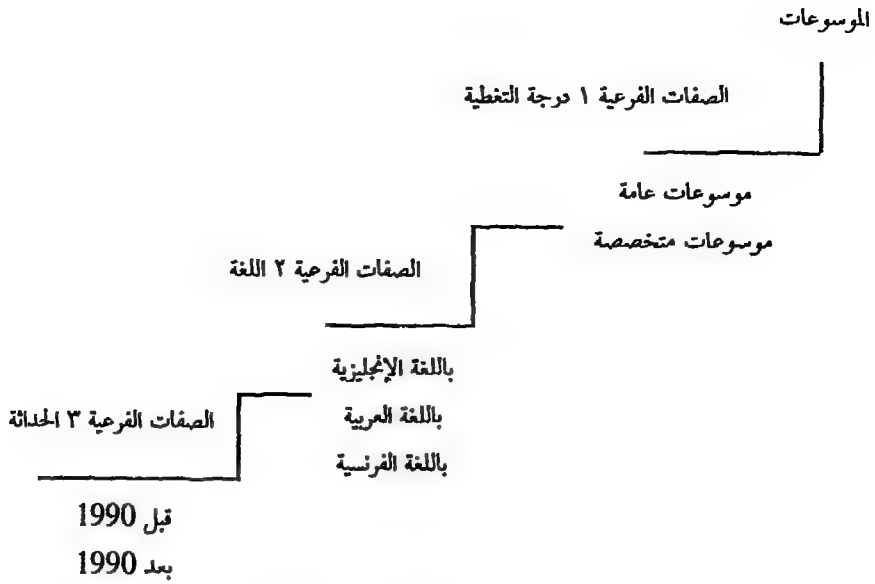 الموسوعات
الصفات الفرعية ١ درجة التغطية
موسوعات عامة
موسوعات متخصصة
الصفات الفرعية ٢ اللغة
باللغة الإنجليزية
باللغة العربية
باللغة الفرنسية
الصفات الفرعية ٣ الحداثة
قبل 1990
بعد 1990